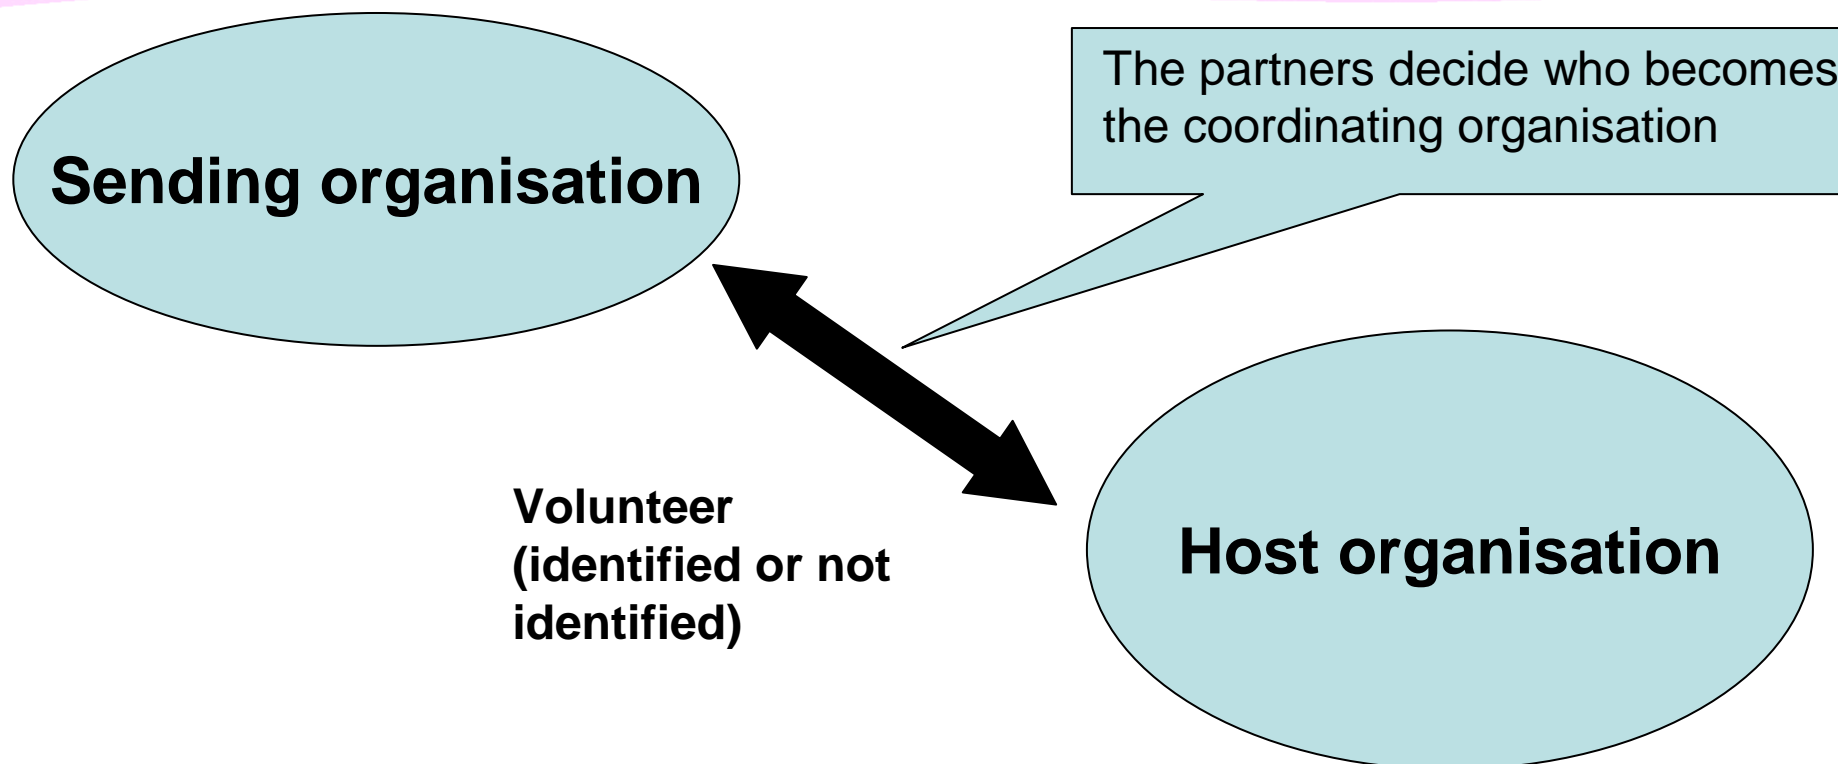 The partners decide who becomes
the coordinating organisation
Sending organisation
Volunteer
(identified or not
identified)
Host organisation